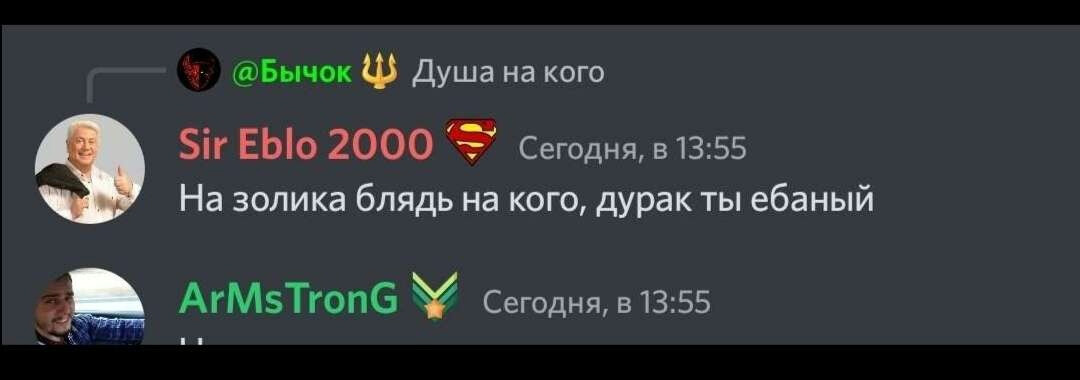 @Бычок Душа на кого
Sir Eblo 2000 Сегодня, в 13:55
На золика блядь на кого, дурак ты ебаный
ArMsTronG Сегодня, в 13:55